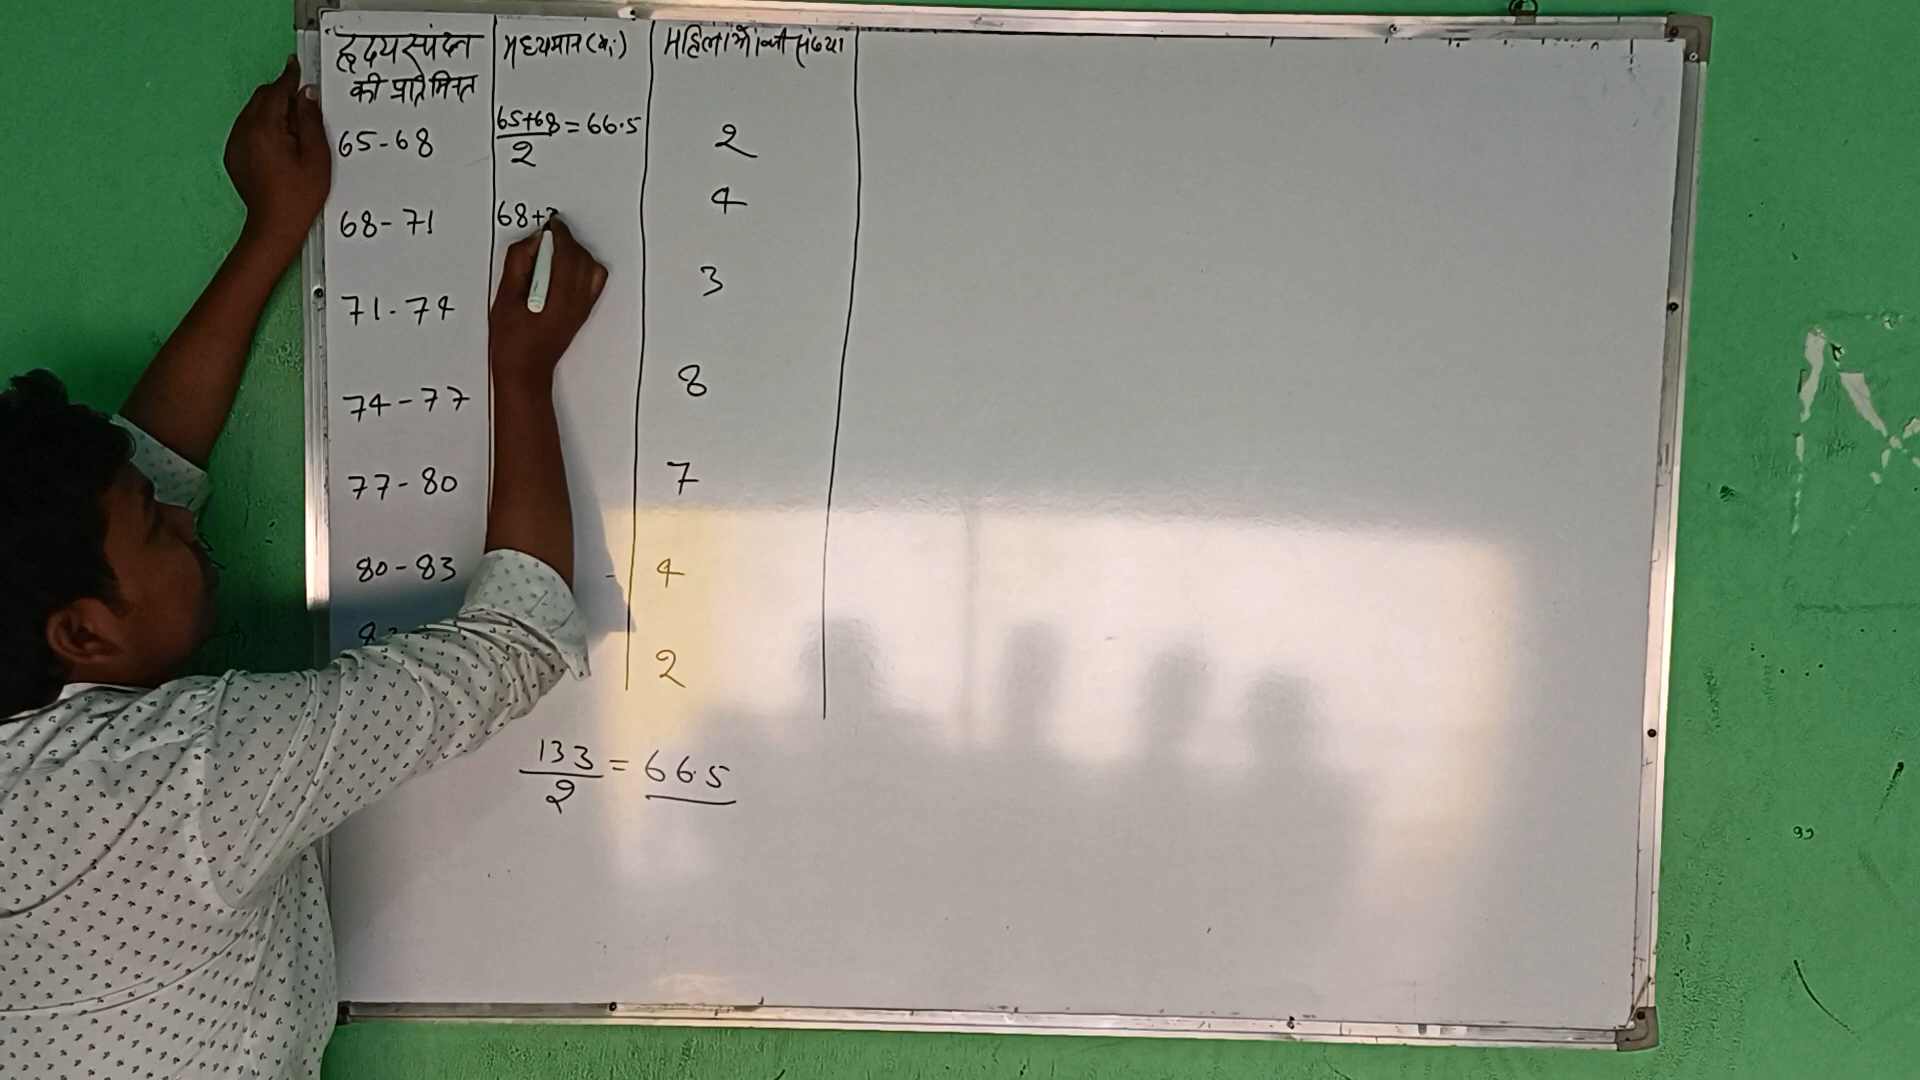 हृदय स्पंदन मध्यमान (xi) महिलाओं की संख्या
की प्रति मिनट
65-68 65+68/2 = 66.5 2
68-71 68+ 4
71-74 3
74-77 8
77-80 7
80-83 4
2
133/2 = 66.5